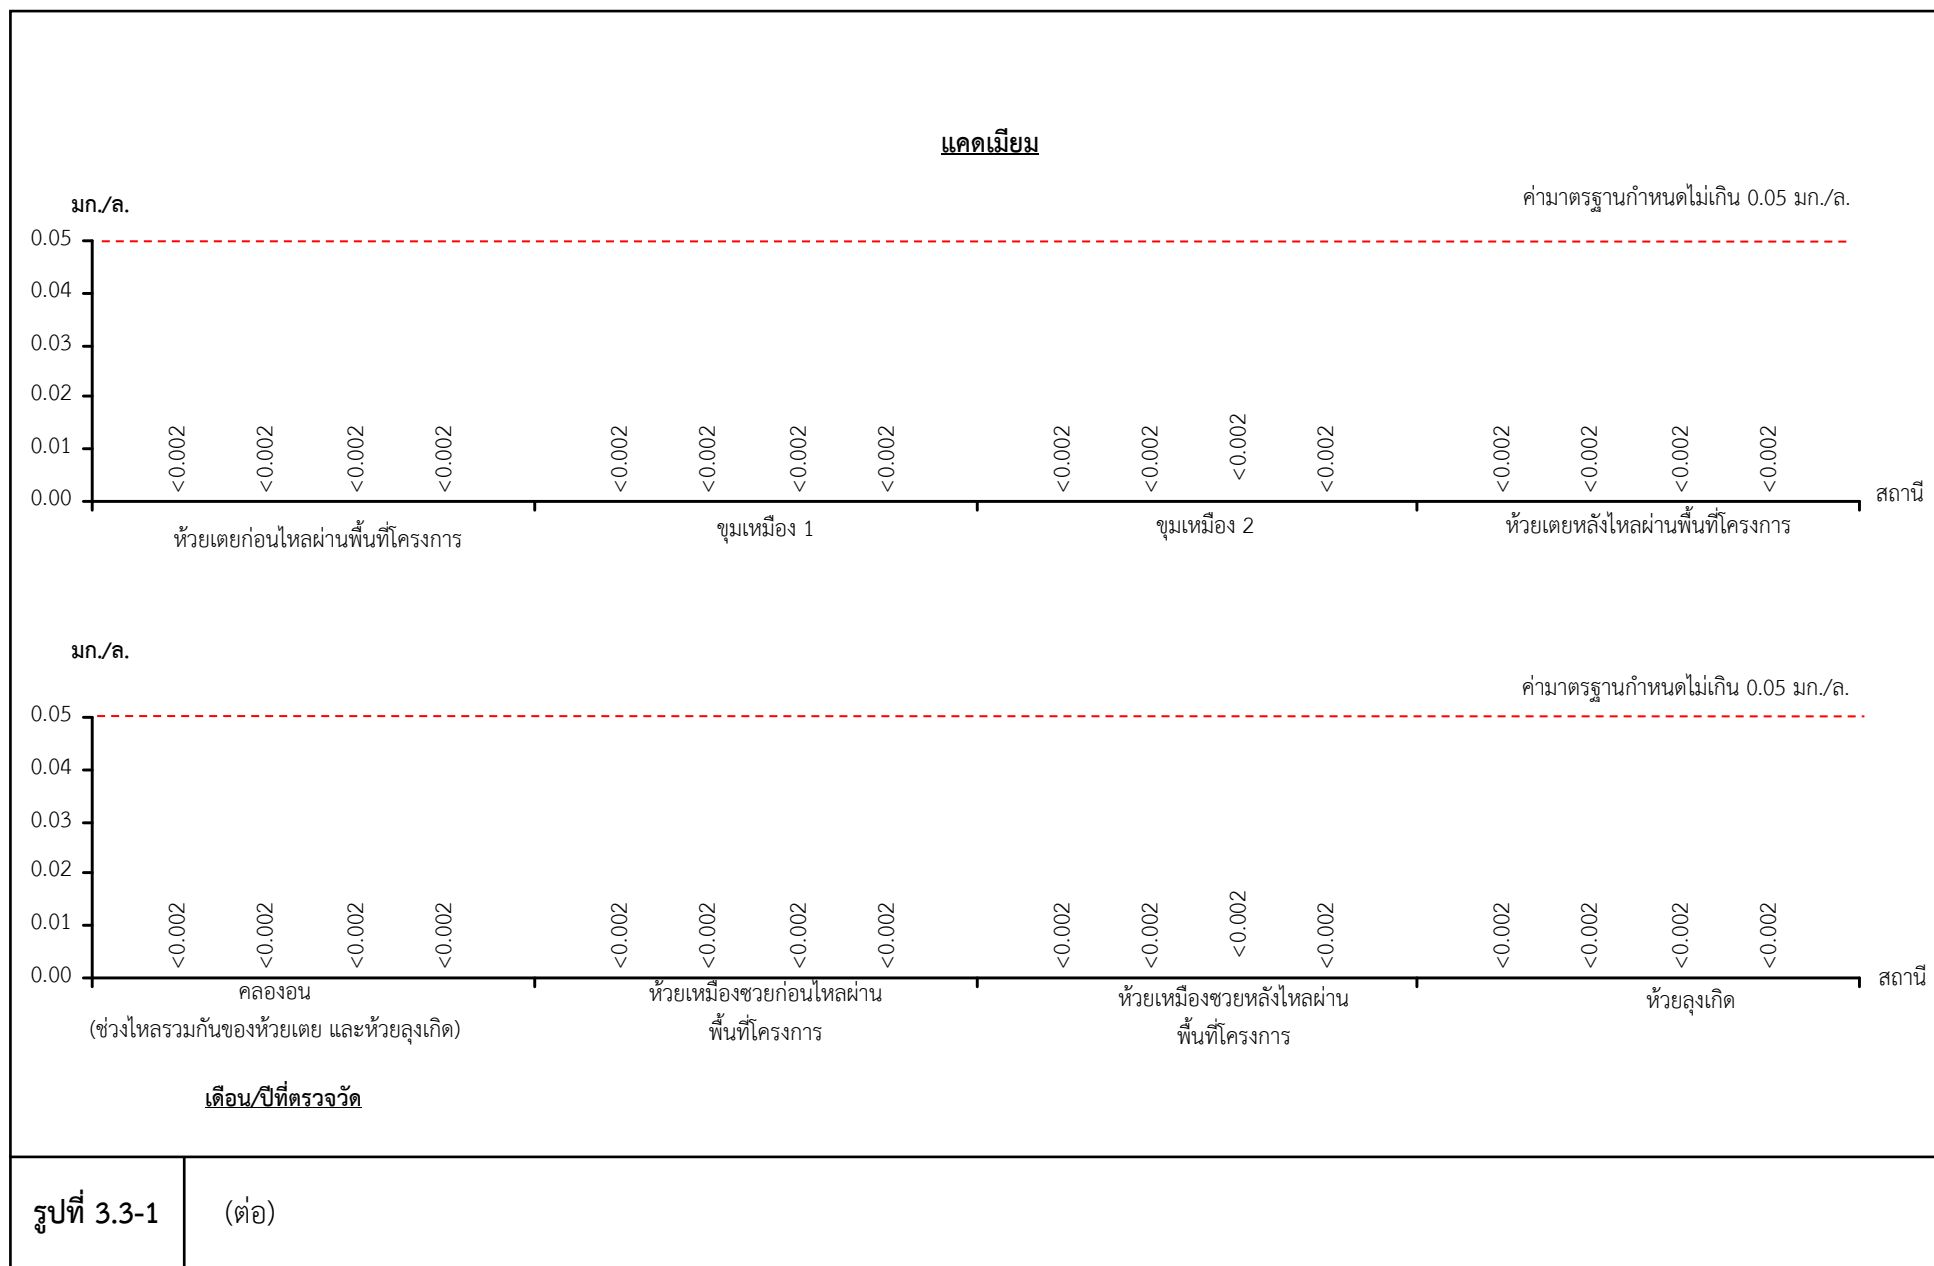 แคดเมียม
มก./ล.
ค่ามาตรฐานกำหนดไม่เกิน 0.05 มก./ล.
0.05
0.04
0.03
0.02
0.01
0.00
<0.002 <0.002 <0.002 <0.002 <0.002 <0.002 <0.002 <0.002 <0.002 <0.002 <0.002 <0.002 <0.002 <0.002 <0.002 <0.002
สถานี
ห้วยเตยก่อนไหลผ่านพื้นที่โครงการ ขุมเหมือง 1 ขุมเหมือง 2 ห้วยเตยหลังไหลผ่านพื้นที่โครงการ
มก./ล.
ค่ามาตรฐานกำหนดไม่เกิน 0.05 มก./ล.
0.05
0.04
0.03
0.02
0.01
0.00
<0.002 <0.002 <0.002 <0.002 <0.002 <0.002 <0.002 <0.002 <0.002 <0.002 <0.002 <0.002 <0.002 <0.002 <0.002 <0.002
สถานี
คลองอน
(ช่วงไหลรวมกันของห้วยเตย และห้วยลุงเกิด)
ห้วยเหมืองซวยก่อนไหลผ่าน
พื้นที่โครงการ
ห้วยเหมืองซวยหลังไหลผ่าน
พื้นที่โครงการ
ห้วยลุงเกิด
เดือน/ปีที่ตรวจวัด
รูปที่ 3.3-1 (ต่อ)